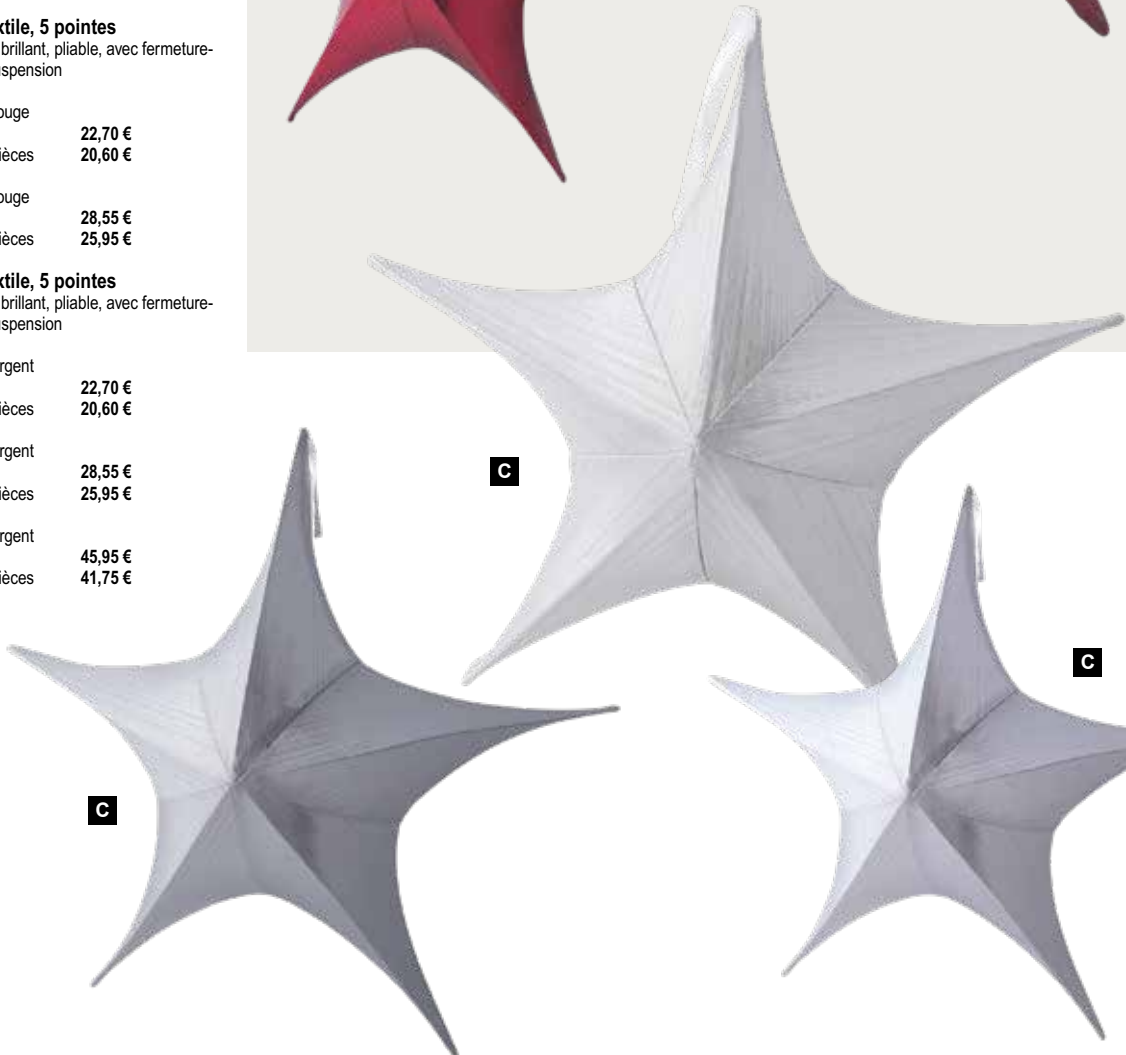 xtile, 5 pointes
brillant, pliable, avec fermeture-
spension
ouge
22,70 €
ièces 20,60 €
ouge
28,55 €
ièces 25,95 €
xtile, 5 pointes
brillant, pliable, avec fermeture-
spension
rgent
22,70 €
ièces 20,60 €
rgent
28,55 €
ièces 25,95 €
rgent
45,95 €
ièces 41,75 €
C
C
C